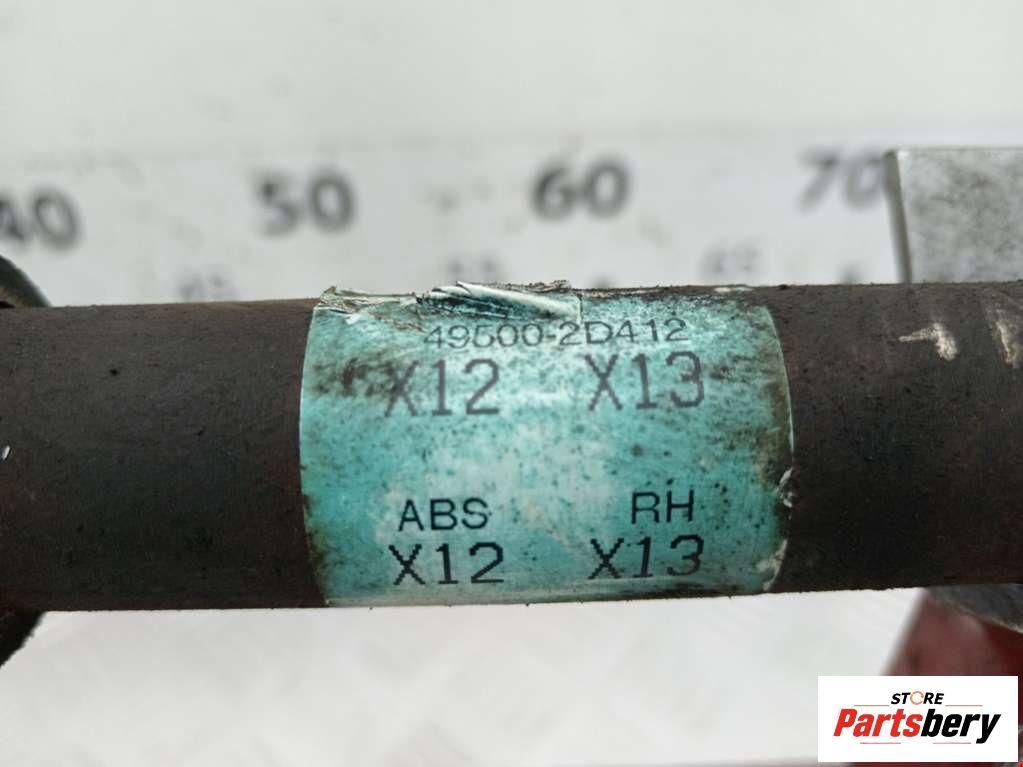 40 50 60 70
49500-2D412
X12 X13
ABS RH
X12 X13
STORE
Partsbery